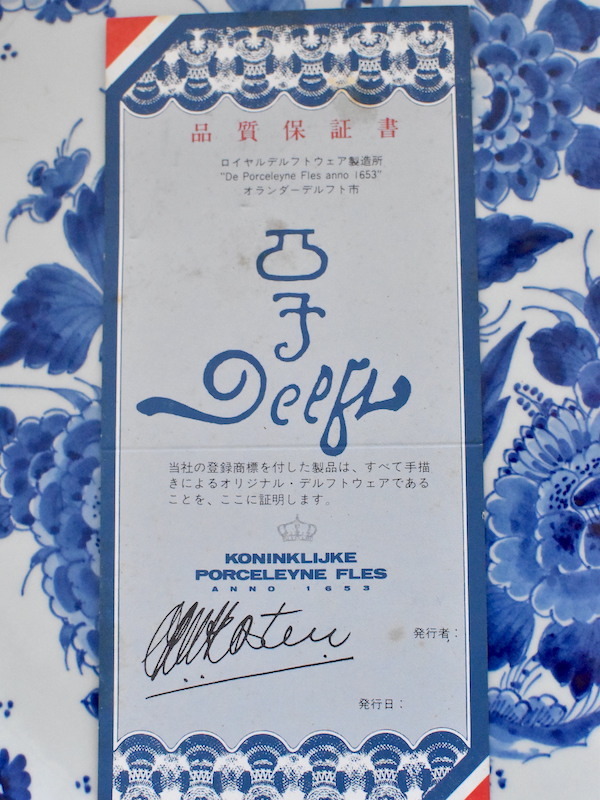 品質保証書
ロイヤルデルフトウェア製造所
"De Porceleyne Fles anno 1653"
オランダーデルフト市
Delft
当社の登録商標を付した製品は、すべて手描
きによるオリジナル・デルフトウェアである
ことを、ここに証明します。
KONINKLIJKE
PORCELEYNE FLES
ANNO 1653
発行者：
発行日：